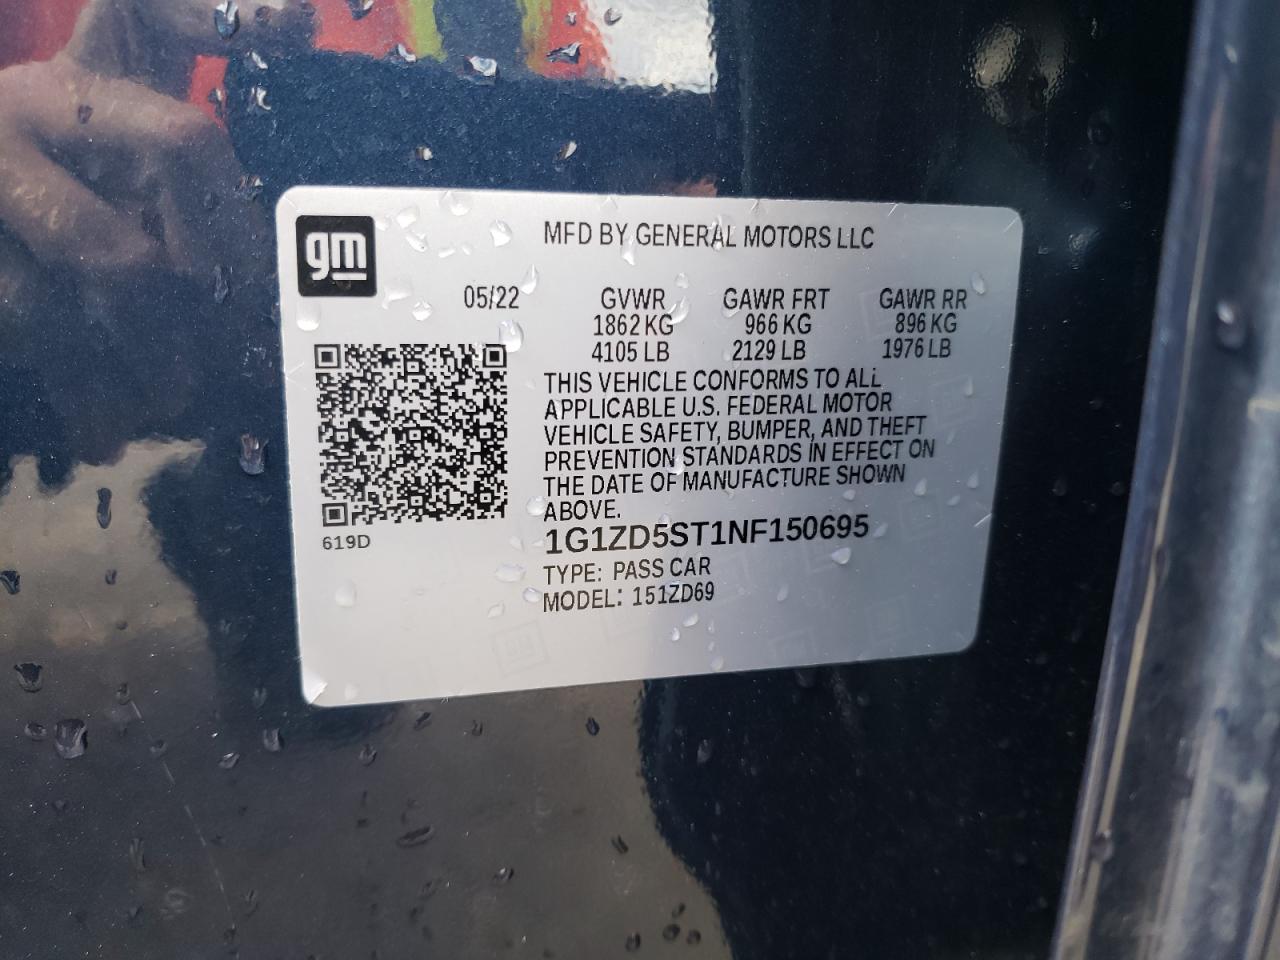 gm
MFD BY GENERAL MOTORS LLC
05/22 GVWR GAWR FRT GAWR RR
1862 KG 966 KG 896 KG
4105 LB 2129 LB 1976 LB
THIS VEHICLE CONFORMS TO ALL
APPLICABLE U.S. FEDERAL MOTOR
VEHICLE SAFETY, BUMPER, AND THEFT
PREVENTION STANDARDS IN EFFECT ON
THE DATE OF MANUFACTURE SHOWN
ABOVE.
619D
1G1ZD5ST1NF150695
TYPE: PASS CAR
MODEL: 151ZD69